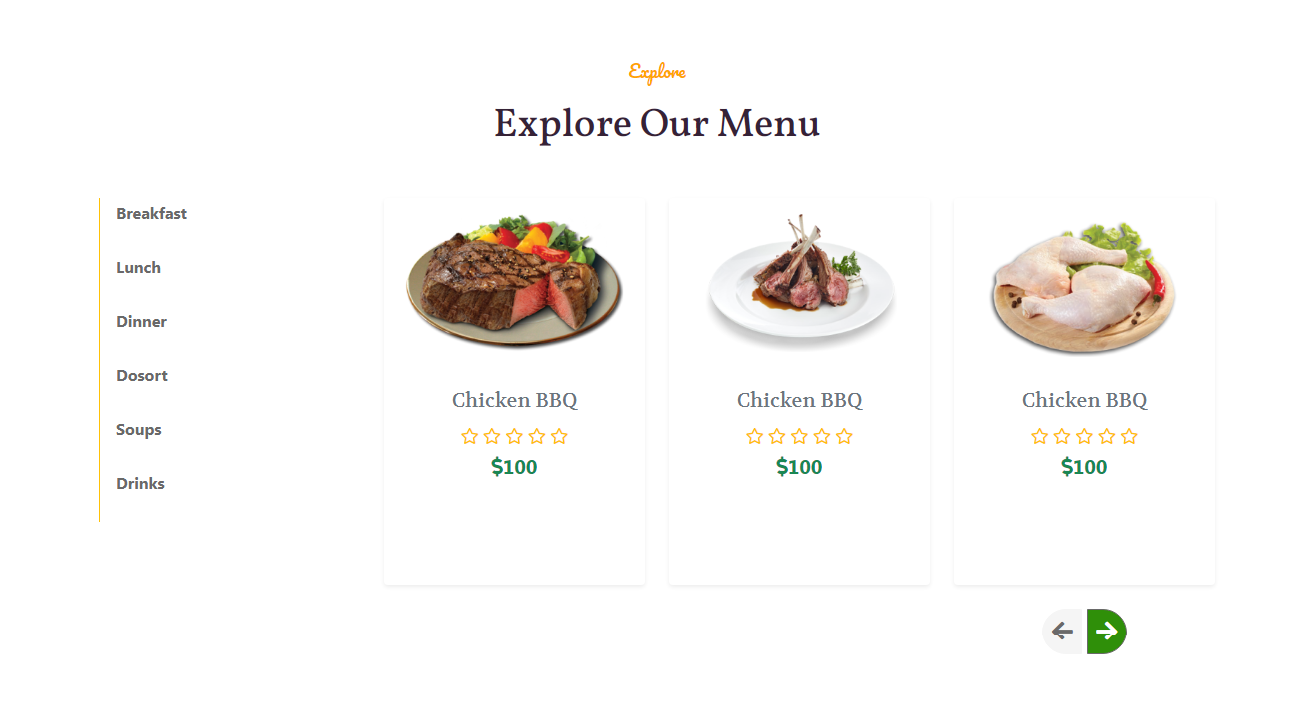 Explore
Explore Our Menu
Breakfast
Lunch
Dinner
Dosort
Soups
Drinks
Chicken BBQ
$100
Chicken BBQ
$100
Chicken BBQ
$100